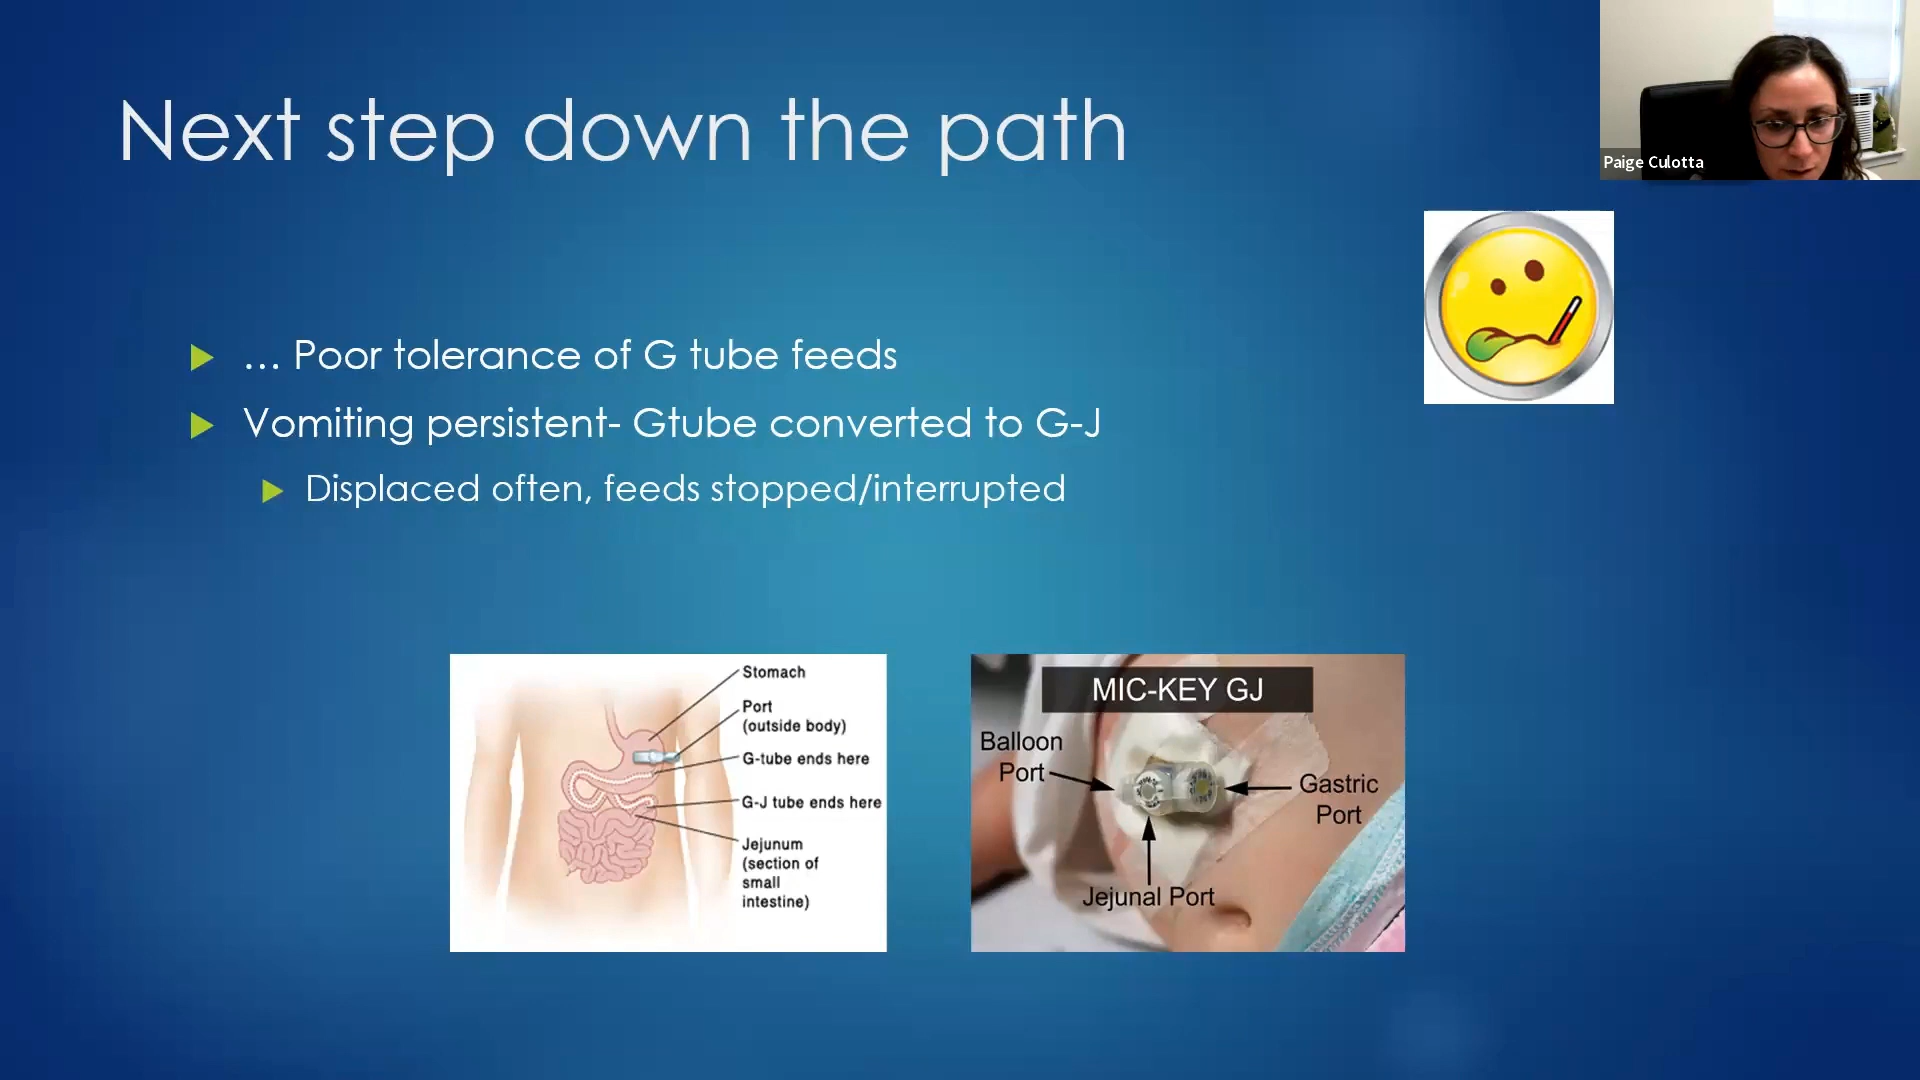 Next step down the path
Paige Culotta
... Poor tolerance of G tube feeds
Vomiting persistent- Gtube converted to G-J
Displaced often, feeds stopped/interrupted
Stomach
Port
(outside body)
G-tube ends here
G-J tube ends here
Jejunum
(section of
small
intestine)
MIC-KEY GJ
Balloon
Port
Gastric
Port
Jejunal Port